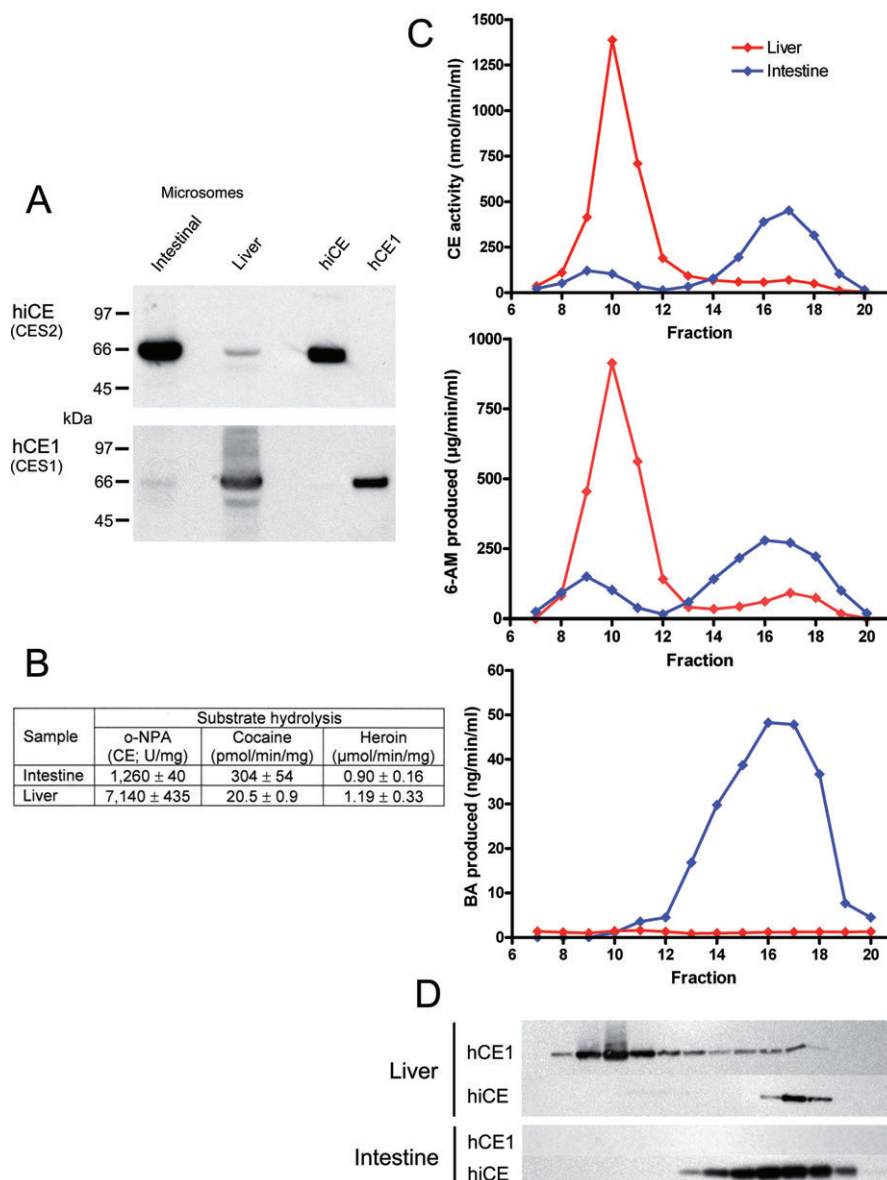 A
Microsomes
Intestinal
Liver
hiCE
hCE1
hiCE
(CES2)
97
66
45
kDa
hCE1
(CES1)
97
66
45
B
Sample
Substrate hydrolysis
o-NPA
(CE; U/mg)
Cocaine
(pmol/min/mg)
Heroin
(µmol/min/mg)
Intestine 1,260 ± 40 304 ± 54 0.90 ± 0.16
Liver 7,140 ± 435 20.5 ± 0.9 1.19 ± 0.33
C
CE activity (nmol/min/ml)
1500
1250
1000
750
500
250
0
Liver
Intestine
6 8 10 12 14 16 18 20
Fraction
6-AM produced (µg/min/ml)
1000
750
500
250
0
6 8 10 12 14 16 18 20
Fraction
BA produced (ng/min/ml)
60
50
40
30
20
10
0
6 8 10 12 14 16 18 20
Fraction
D
Liver
hCE1
hiCE
Intestine
hCE1
hiCE